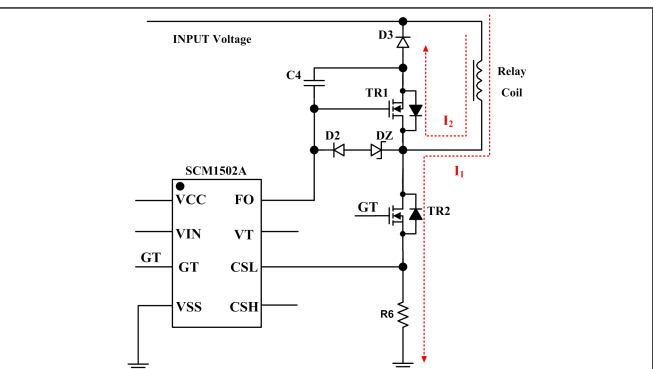 INPUT Voltage
D3
C4
TR1
Relay
Coil
I2
D2
DZ
I1
SCM1502A
VCC
FO
GT
TR2
VIN
VT
GT
GT
CSL
VSS
CSH
R6